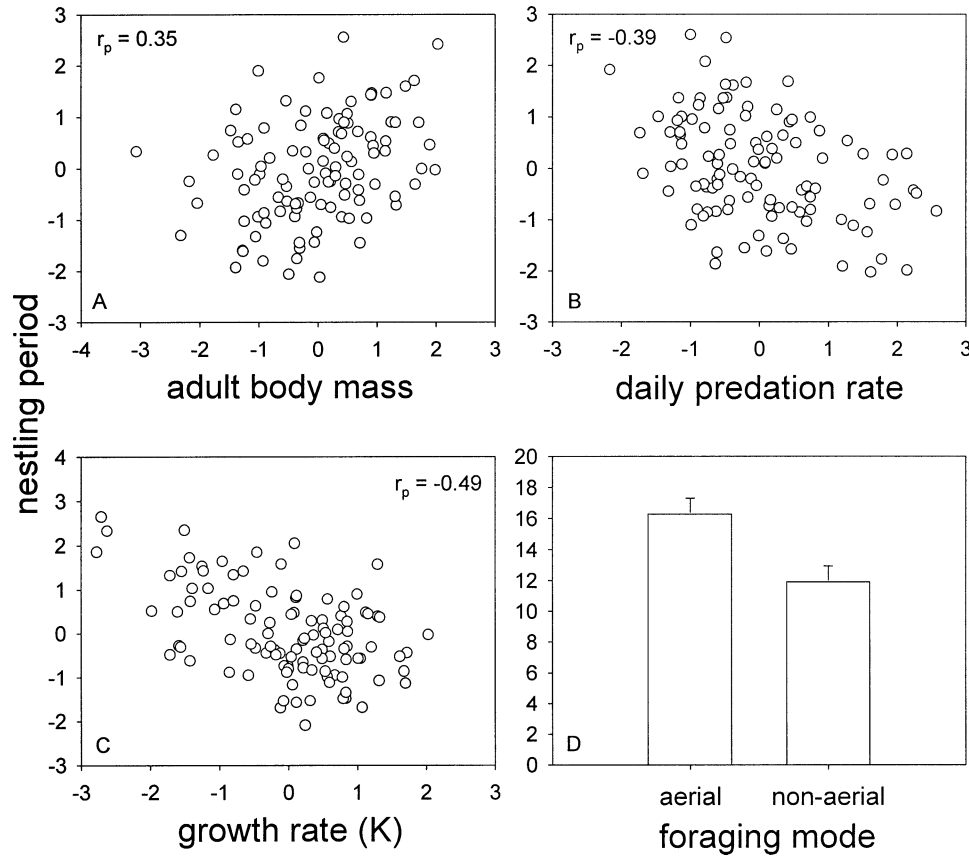 nestling period
3
2
1
0
-1
-2
-3
r_p = 0.35
A
-4 -3 -2 -1 0 1 2 3
adult body mass
3
2
1
0
-1
-2
-3
r_p = -0.39
B
-3 -2 -1 0 1 2 3
daily predation rate
4
3
2
1
0
-1
-2
-3
r_p = -0.49
C
-3 -2 -1 0 1 2 3
growth rate (K)
20
18
16
14
12
10
8
6
4
2
0
D
aerial non-aerial
foraging mode